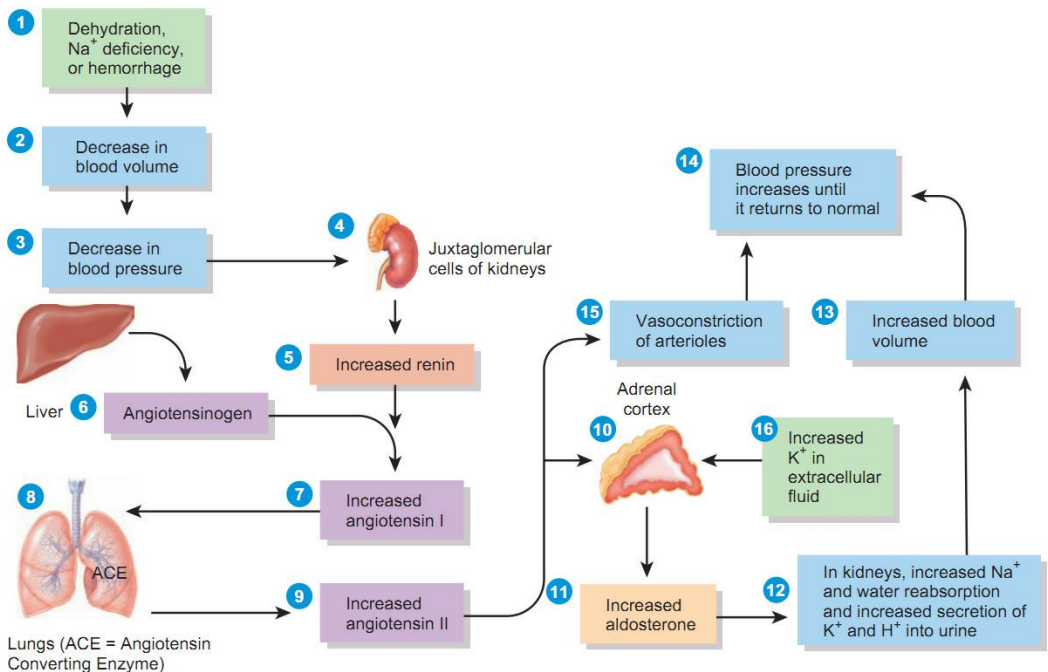 1
Dehydration,
Na⁺ deficiency,
or hemorrhage
2
Decrease in
blood volume
3
Decrease in
blood pressure
4
Juxtaglomerular
cells of kidneys
5
Increased renin
Liver
6
Angiotensinogen
7
Increased
angiotensin I
8
ACE
Lungs (ACE = Angiotensin
Converting Enzyme)
9
Increased
angiotensin II
Adrenal
cortex
10
11
Increased
aldosterone
12
In kidneys, increased Na⁺
and water reabsorption
and increased secretion of
K⁺ and H⁺ into urine
13
Increased blood
volume
14
Blood pressure
increases until
it returns to normal
15
Vasoconstriction
of arterioles
16
Increased
K⁺ in
extracellular
fluid